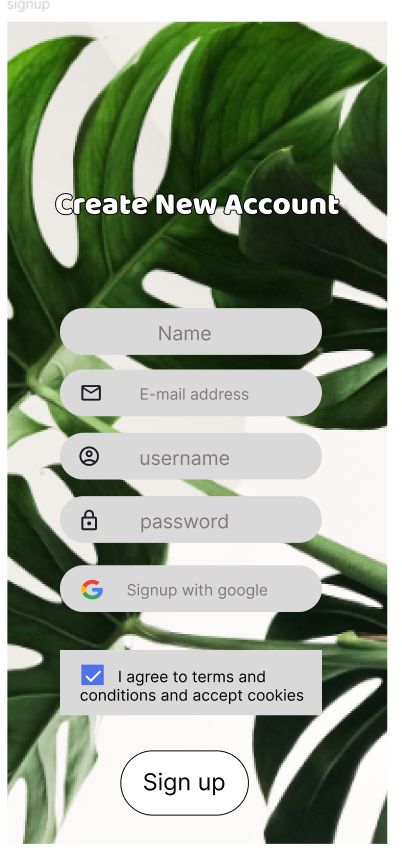 signup
Create New Account
Name
E-mail address
username
password
Signup with google
I agree to terms and
conditions and accept cookies
Sign up